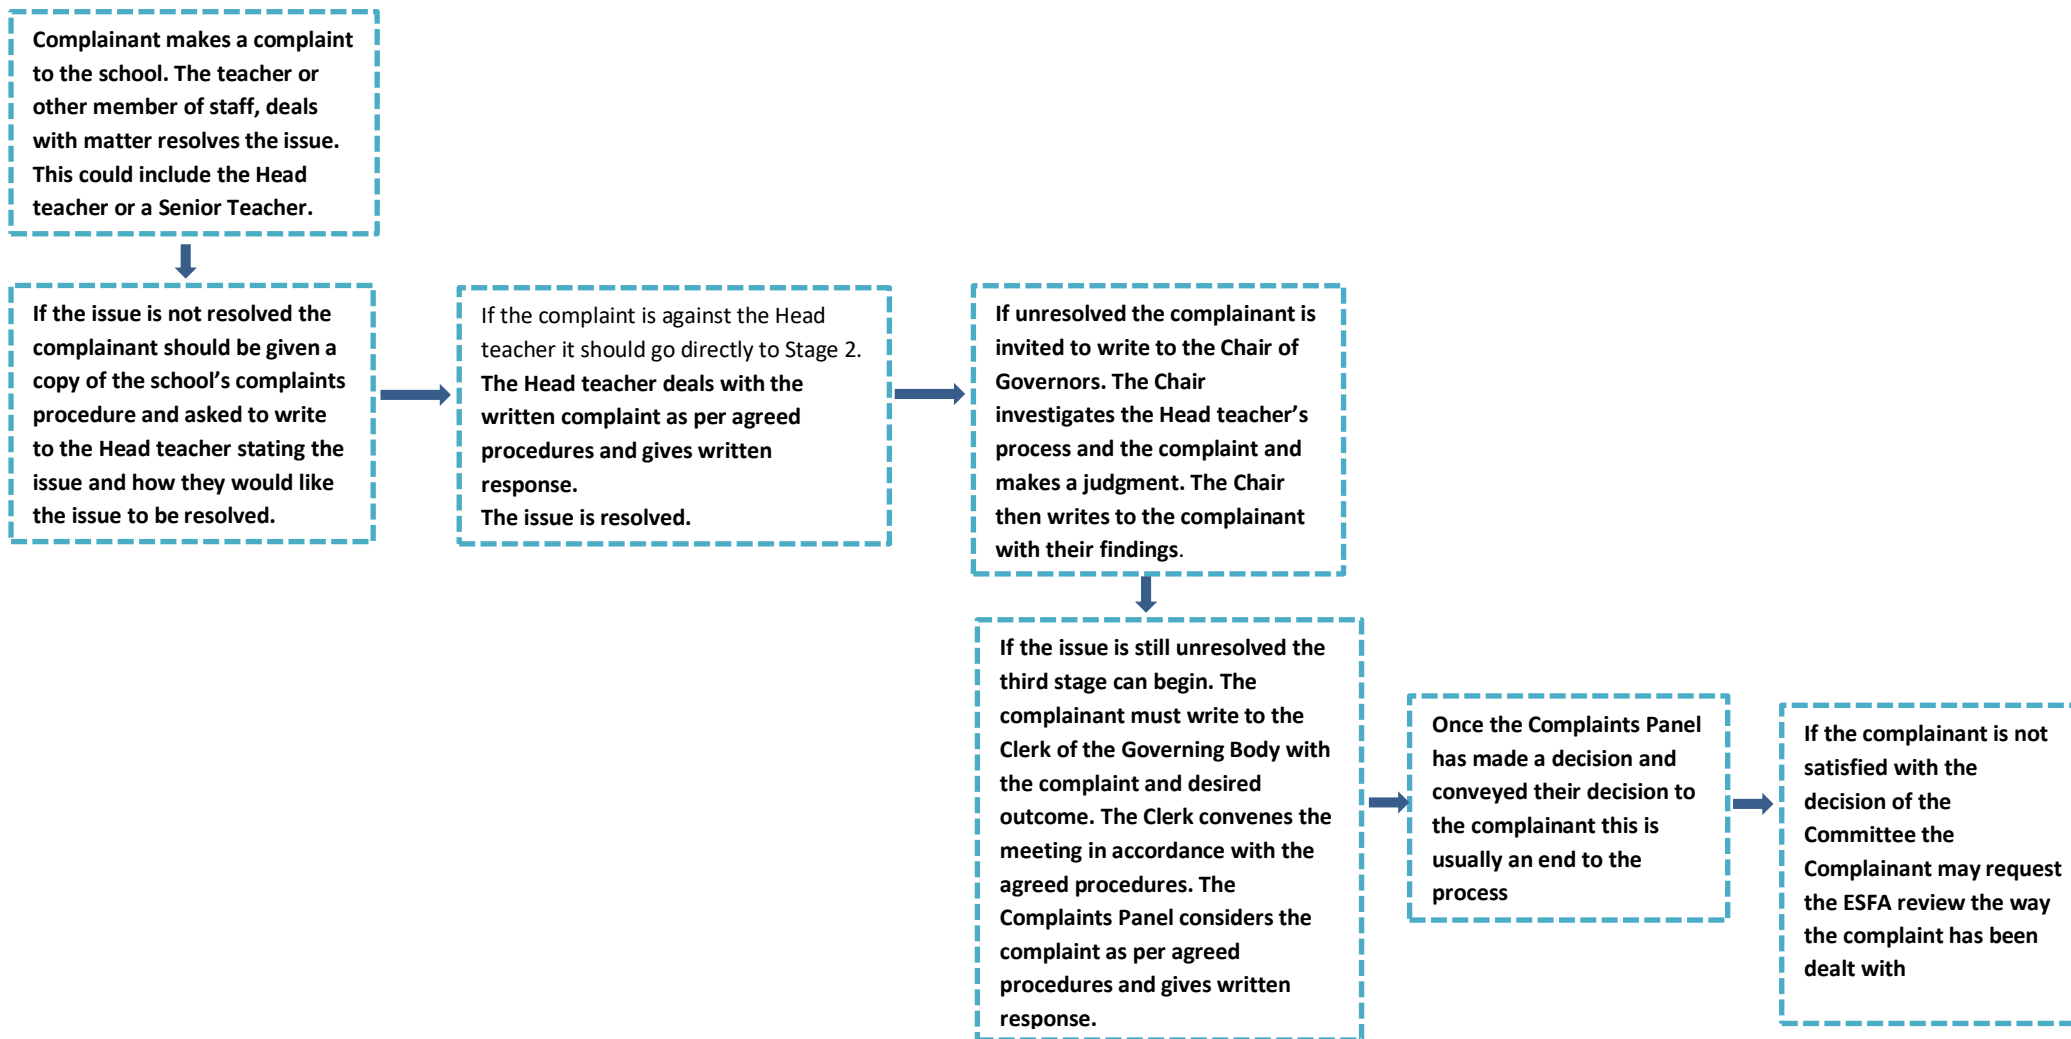 Complainant makes a complaint
to the school. The teacher or
other member of staff, deals
with matter resolves the issue.
This could include the Head
teacher or a Senior Teacher.
If the issue is not resolved the
complainant should be given a
copy of the school’s complaints
procedure and asked to write
to the Head teacher stating the
issue and how they would like
the issue to be resolved.
If the complaint is against the Head
teacher it should go directly to Stage 2.
The Head teacher deals with the
written complaint as per agreed
procedures and gives written
response.
The issue is resolved.
If unresolved the complainant is
invited to write to the Chair of
Governors. The Chair
investigates the Head teacher’s
process and the complaint and
makes a judgment. The Chair
then writes to the complainant
with their findings.
If the issue is still unresolved the
third stage can begin. The
complainant must write to the
Clerk of the Governing Body with
the complaint and desired
outcome. The Clerk convenes the
meeting in accordance with the
agreed procedures. The
Complaints Panel considers the
complaint as per agreed
procedures and gives written
response.
Once the Complaints Panel
has made a decision and
conveyed their decision to
the complainant this is
usually an end to the
process
If the complainant is not
satisfied with the
decision of the
Committee the
Complainant may request
the ESFA review the way
the complaint has been
dealt with